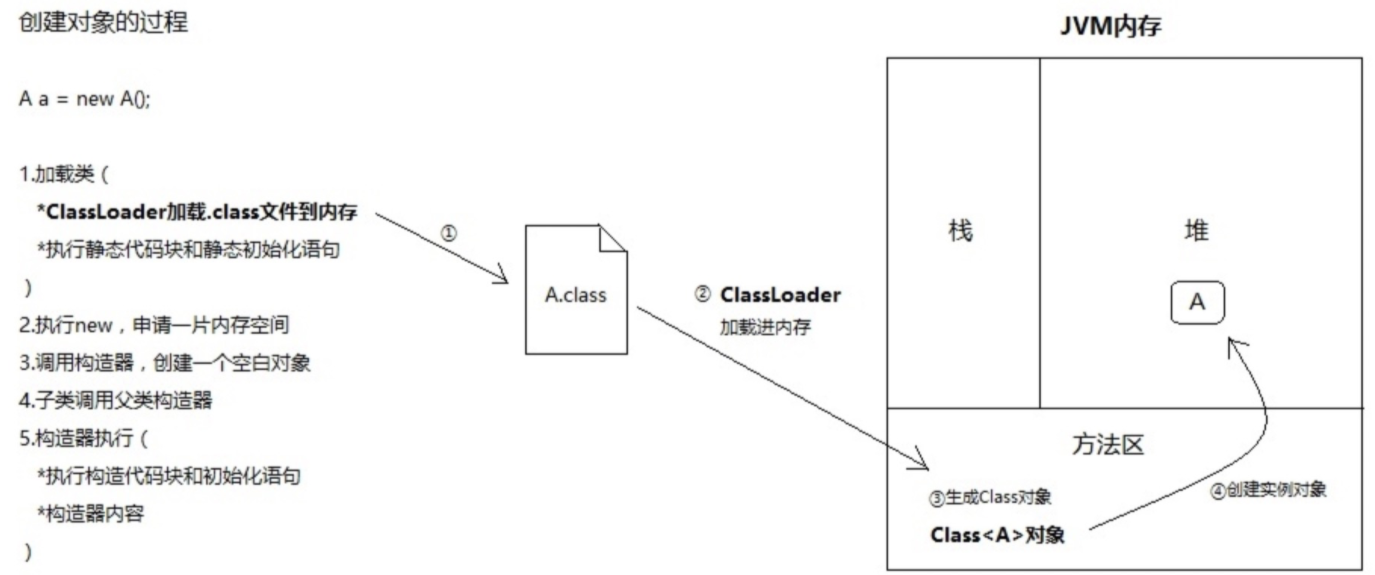 创建对象的过程
A a = new A();
1.加载类（
*ClassLoader加载.class文件到内存
*执行静态代码块和静态初始化语句
）
2.执行new，申请一片内存空间
3.调用构造器，创建一个空白对象
4.子类调用父类构造器
5.构造器执行（
*执行构造代码块和初始化语句
*构造器内容
）
①
A.class
② ClassLoader
加载进内存
JVM内存
栈
堆
A
方法区
③生成Class对象
Class<A>对象
④创建实例对象